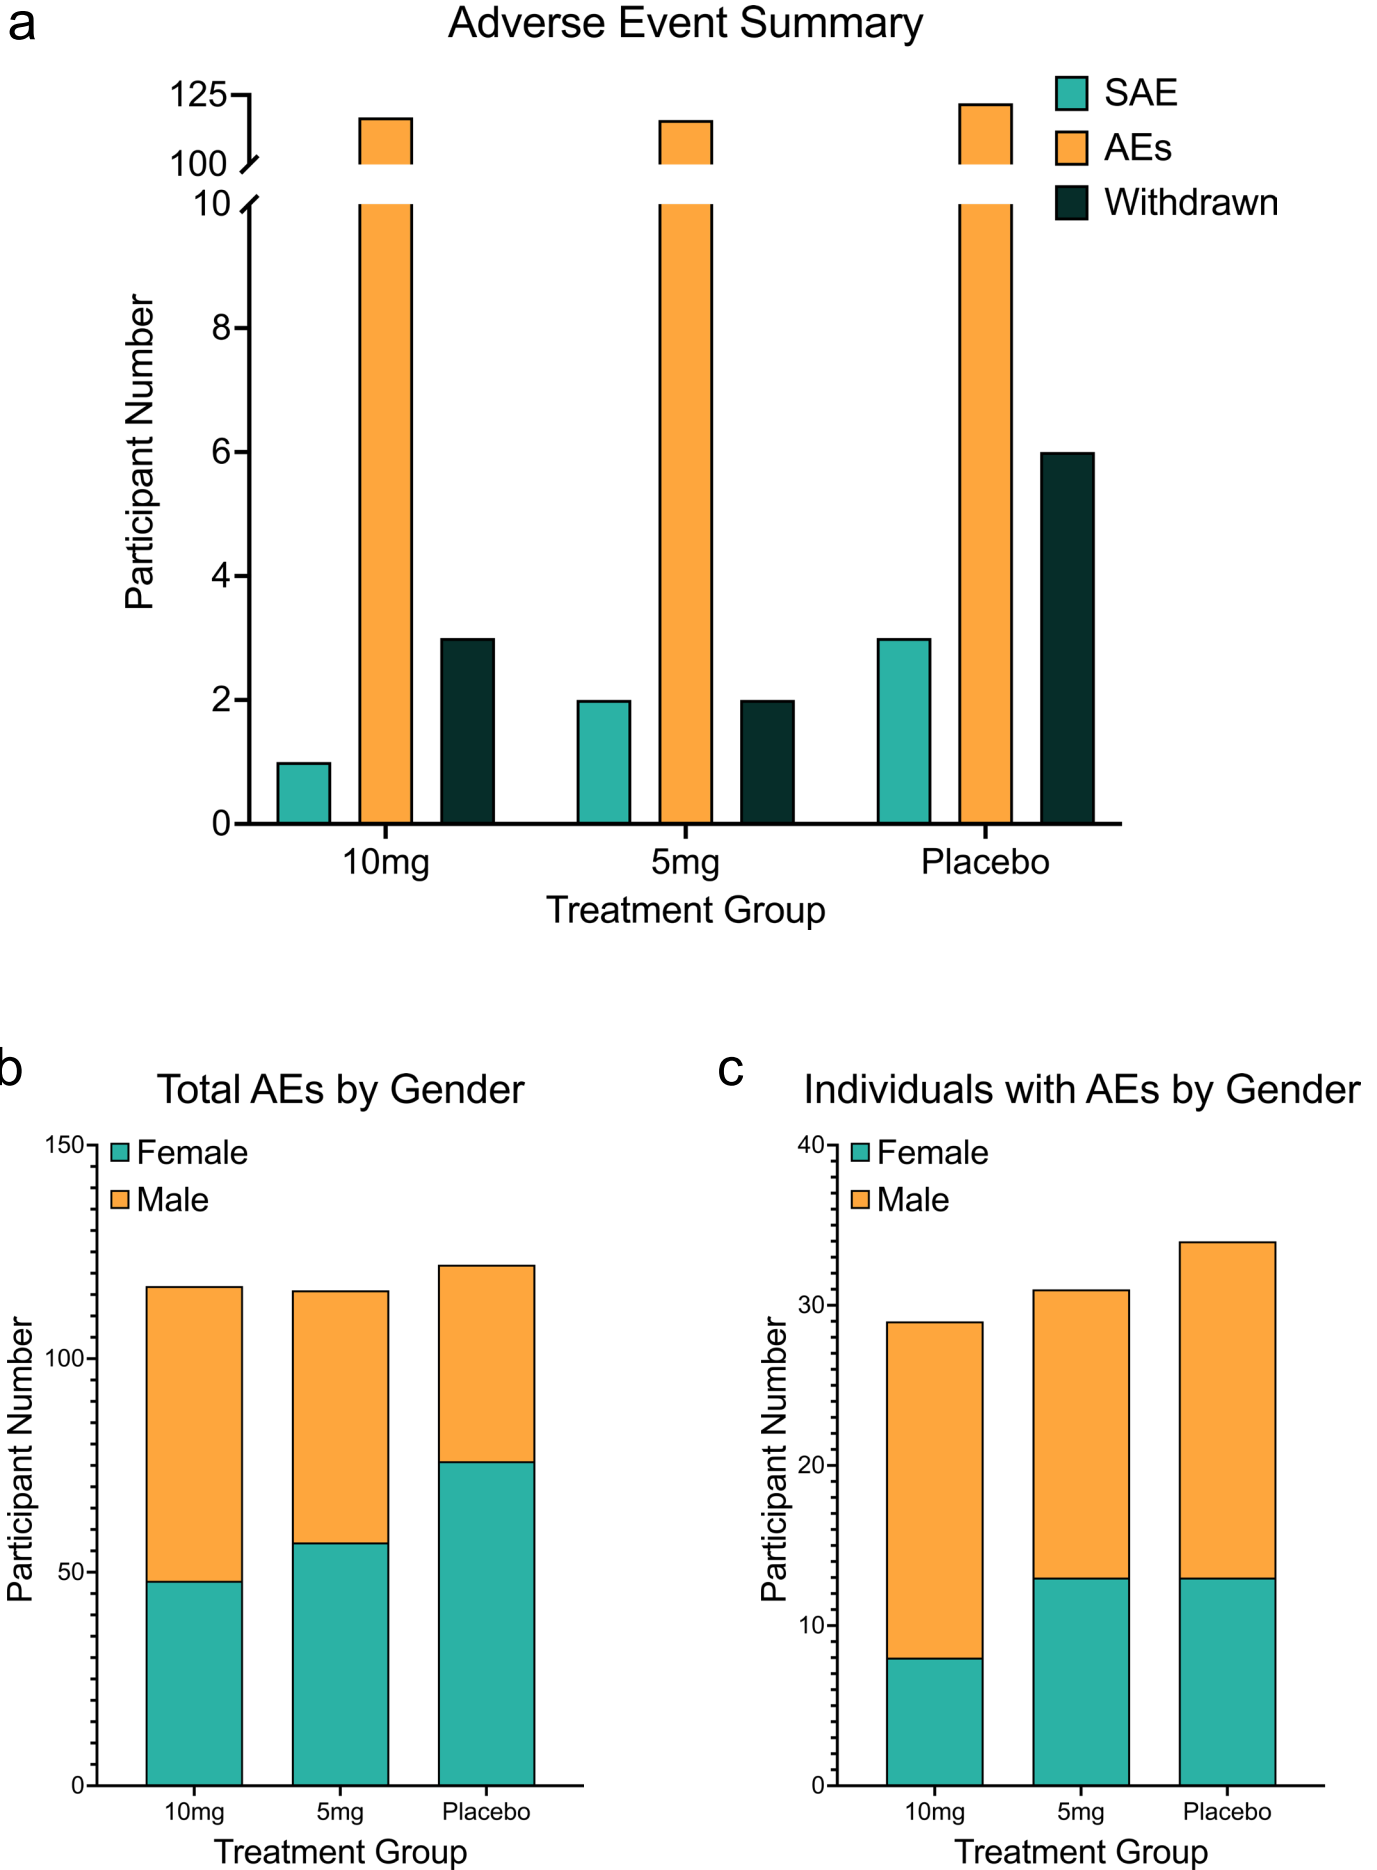 a
Adverse Event Summary
125
100
10
8
6
4
2
0
Participant Number
SAE
AEs
Withdrawn
10mg
5mg
Placebo
Treatment Group
b
Total AEs by Gender
150
100
50
0
Participant Number
Female
Male
10mg
5mg
Placebo
Treatment Group
c
Individuals with AEs by Gender
40
30
20
10
0
Participant Number
Female
Male
10mg
5mg
Placebo
Treatment Group